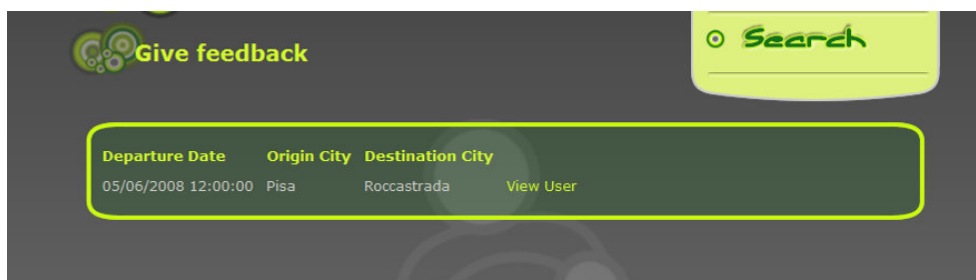 Give feedback
Search
Departure Date Origin City Destination City
05/06/2008 12:00:00 Pisa Roccastrada View User